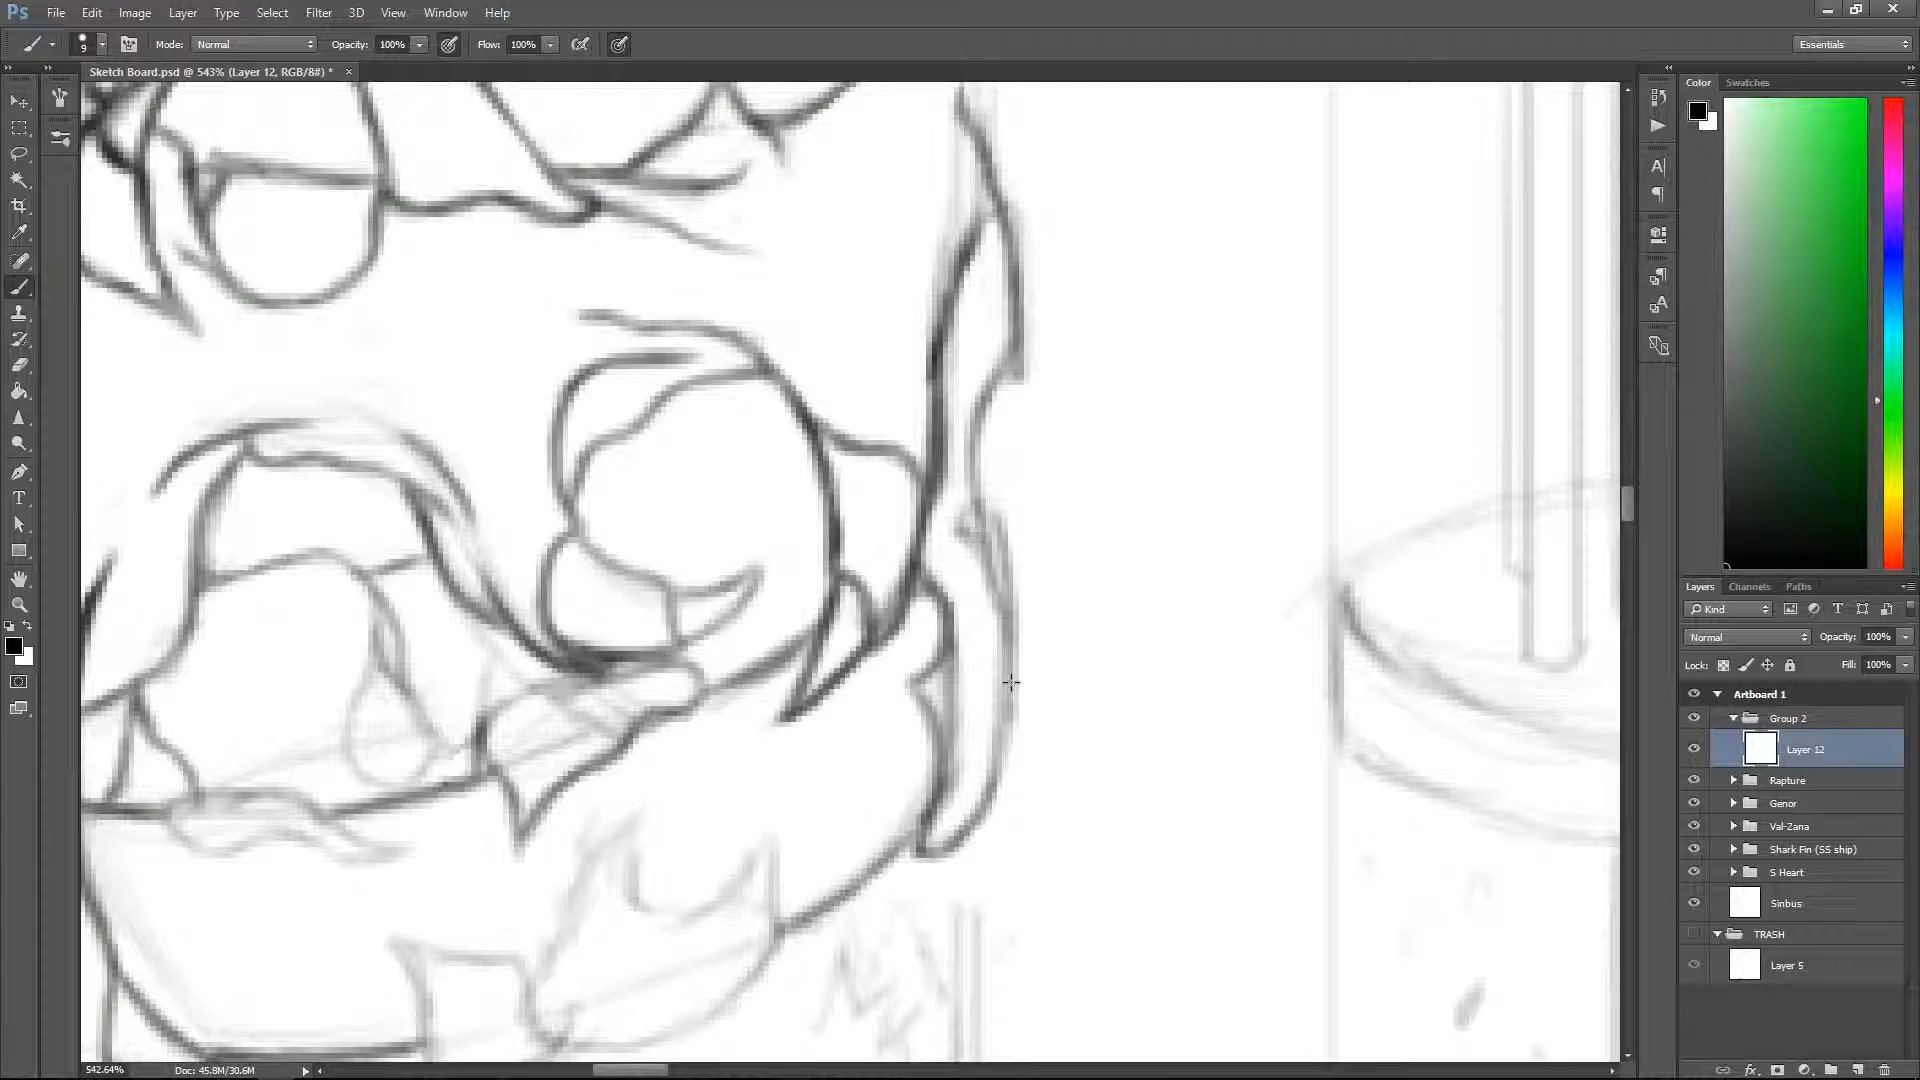 Ps File Edit Image Layer Type Select Filter 3D View Window Help
9 Mode: Normal Opacity: 100% Flow: 100% Essentials
Sketch Board.psd @ 543% (Layer 12, RGB/8#) * ×
Color Swatches
Layers Channels Paths
Kind
Normal Opacity: 100%
Lock: Fill: 100%
Artboard 1
Group 2
Layer 12
Rapture
Genor
Val-Zana
Shark Fin (SS ship)
S Heart
Sinbus
TRASH
Layer 5
542.64% Doc: 45.8M/30.6M